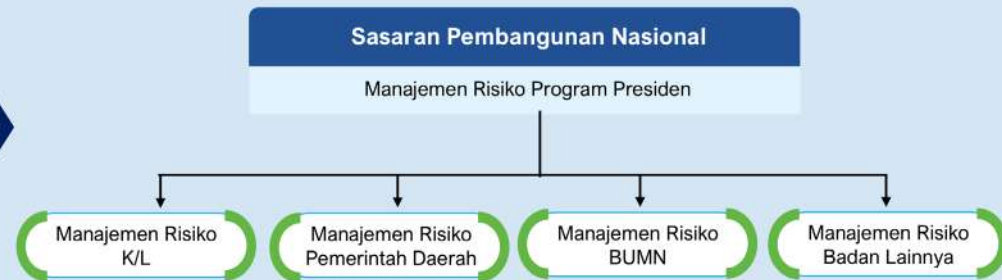 Sasaran Pembangunan Nasional
Manajemen Risiko Program Presiden
Manajemen Risiko
K/L
Manajemen Risiko
Pemerintah Daerah
Manajemen Risiko
BUMN
Manajemen Risiko
Badan Lainnya